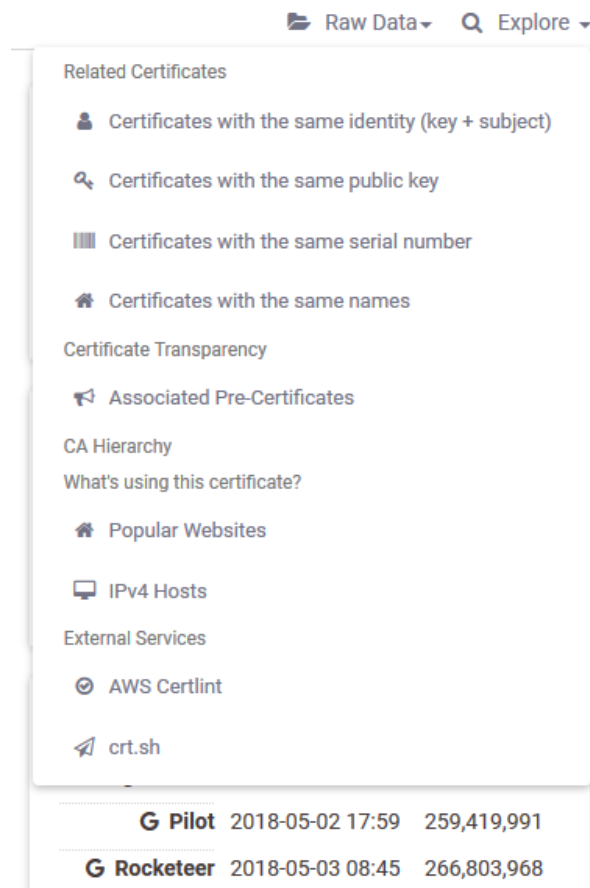 Raw Data Explore
Related Certificates
Certificates with the same identity (key + subject)
Certificates with the same public key
Certificates with the same serial number
Certificates with the same names
Certificate Transparency
Associated Pre-Certificates
CA Hierarchy
What's using this certificate?
Popular Websites
IPv4 Hosts
External Services
AWS Certlint
crt.sh
G Pilot 2018-05-02 17:59 259,419,991
G Rocketeer 2018-05-03 08:45 266,803,968